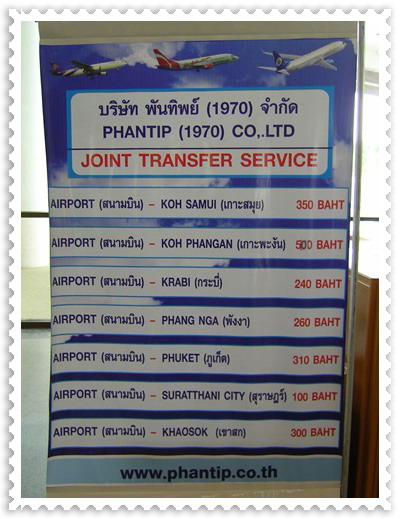 บริษัท พันทิพย์ (1970) จำกัด
PHANTIP (1970) CO,.LTD
JOINT TRANSFER SERVICE
AIRPORT (สนามบิน) – KOH SAMUI (เกาะสมุย) 350 BAHT
AIRPORT (สนามบิน) – KOH PHANGAN (เกาะพะงัน) 500 BAHT
AIRPORT (สนามบิน) – KRABI (กระบี่) 240 BAHT
AIRPORT (สนามบิน) – PHANG NGA (พังงา) 260 BAHT
AIRPORT (สนามบิน) – PHUKET (ภูเก็ต) 310 BAHT
AIRPORT (สนามบิน) – SURATTHANI CITY (สุราษฎร์) 100 BAHT
AIRPORT (สนามบิน) – KHAOSOK (เขาสก) 300 BAHT
www.phantip.co.th